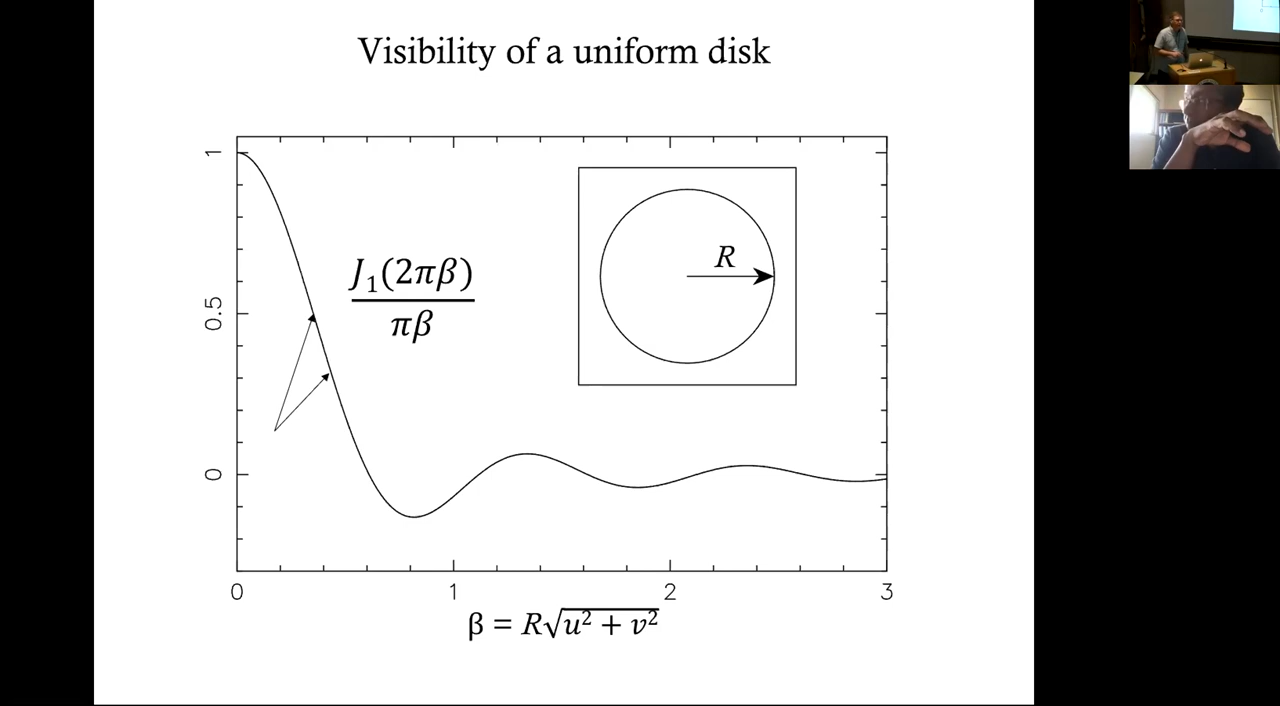 Visibility of a uniform disk
1
0.5
0
J₁(2πβ)
πβ
R
0 1 2 3
β = R√u² + v²